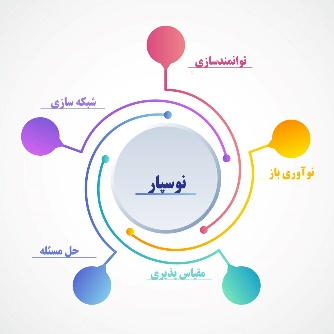 توانمندسازی
شبکه سازی
نوآوری باز
نوسپار
حل مسئله
مقیاس پذیری